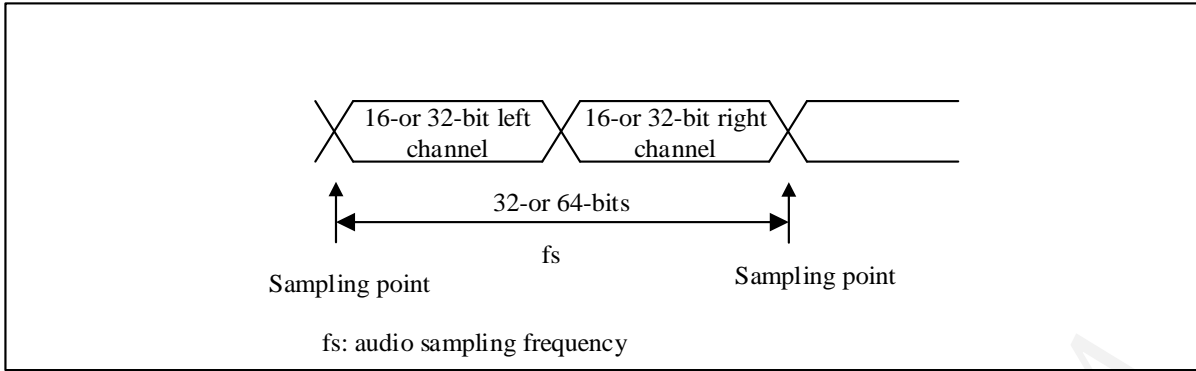 16-or 32-bit left
channel
16-or 32-bit right
channel
32-or 64-bits
fs
Sampling point
Sampling point
fs: audio sampling frequency